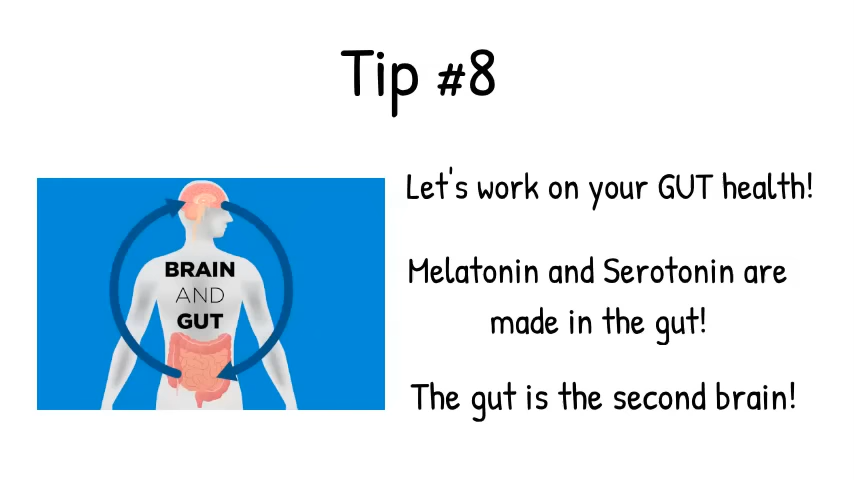 Tip #8
Let's work on your GUT health!
BRAIN
AND
GUT
Melatonin and Serotonin are
made in the gut!
The gut is the second brain!